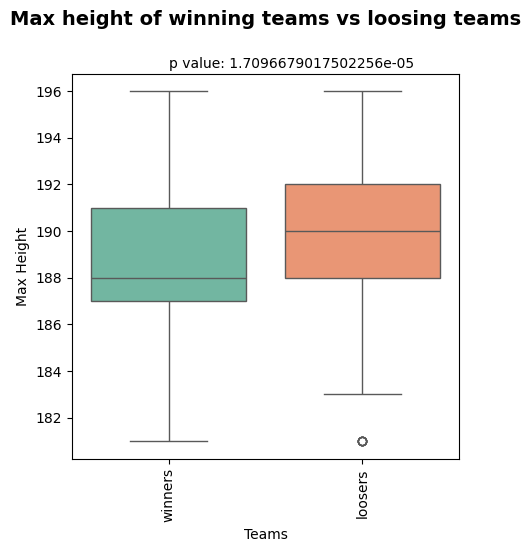 Max height of winning teams vs loosing teams
p value: 1.7096679017502256e-05
196
194
192
190
188
186
184
182
Max Height
winners
loosers
Teams